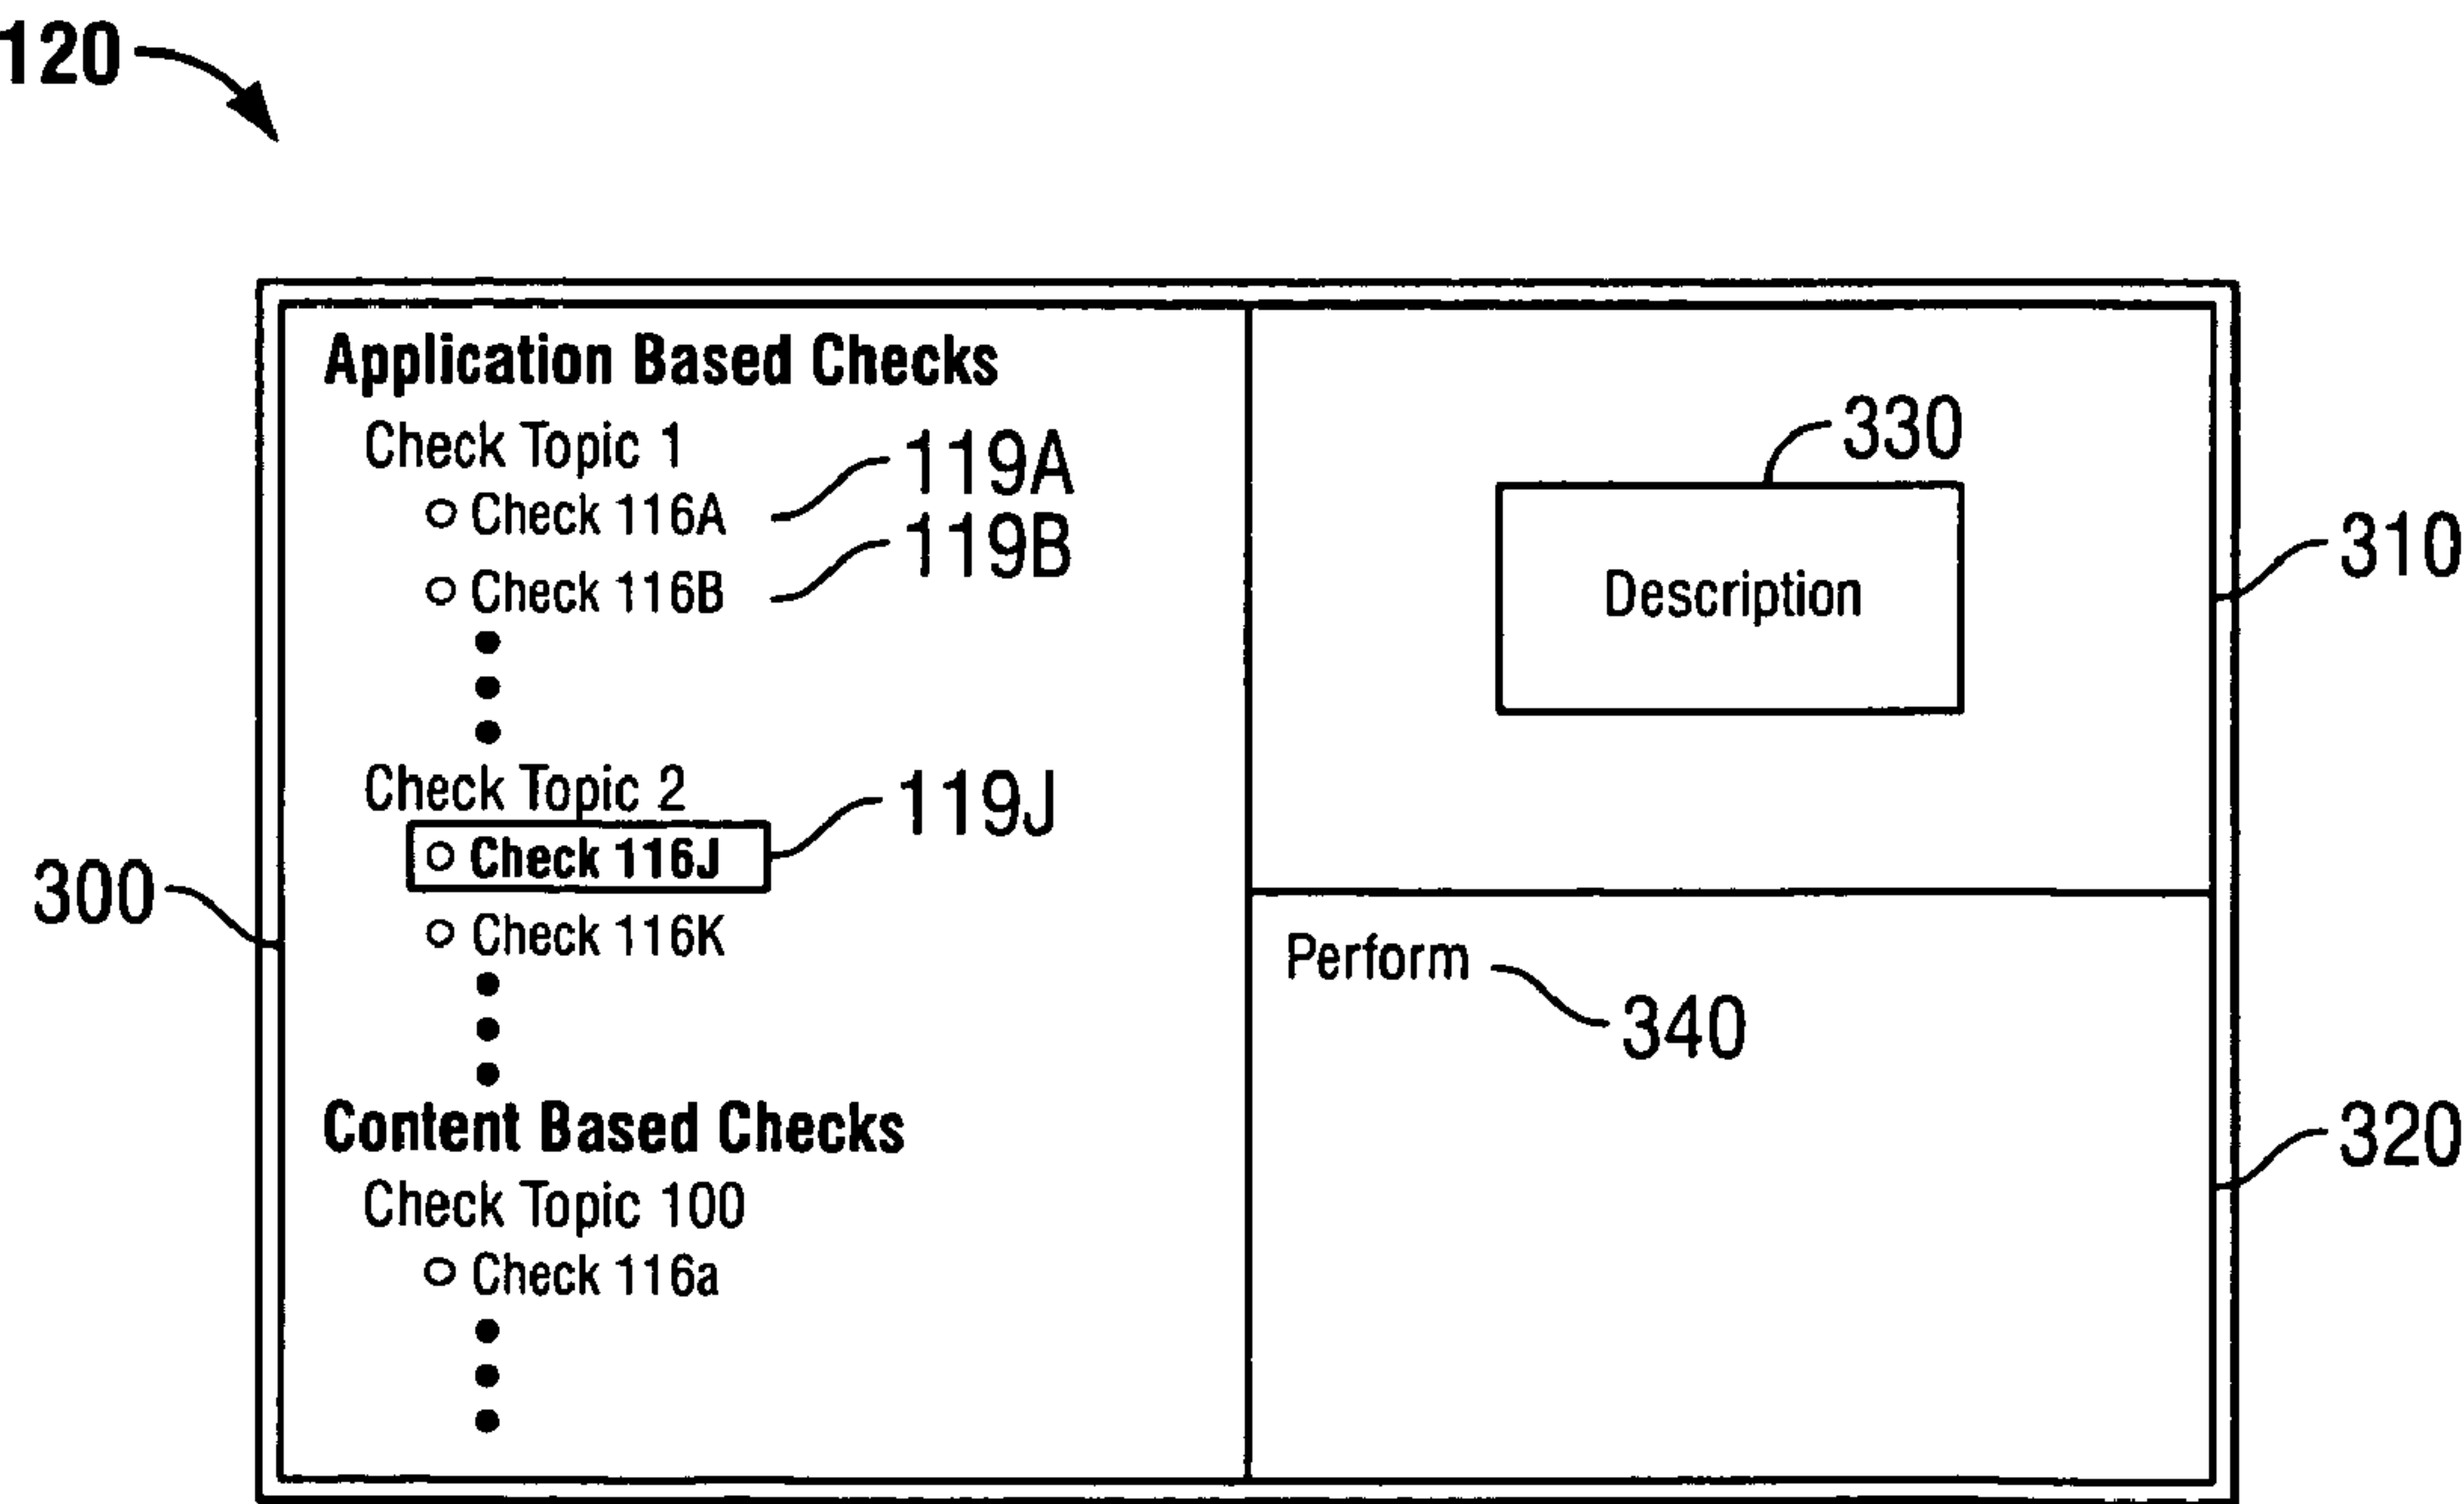 120
Application Based Checks
Check Topic 1
Check 116A
119A
Check 116B
119B
Check Topic 2
Check 116J
119J
Check 116K
300
Content Based Checks
Check Topic 100
Check 116a
330
Description
310
Perform
340
320